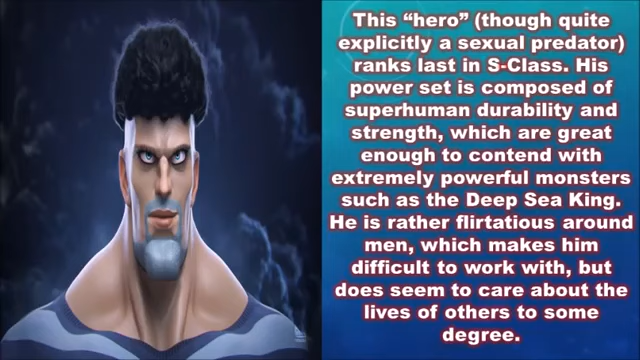 This “hero” (though quite
explicitly a sexual predator)
ranks last in S-Class. His
power set is composed of
superhuman durability and
strength, which are great
enough to contend with
extremely powerful monsters
such as the Deep Sea King.
He is rather flirtatious around
men, which makes him
difficult to work with, but
does seem to care about the
lives of others to some
degree.